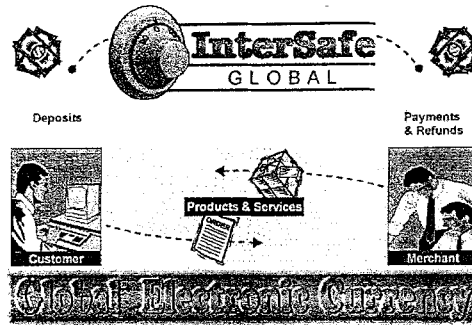 InterSafe
GLOBAL
Deposits
Payments
& Refunds
Products & Services
Customer
Merchant
Global Electronic Currency